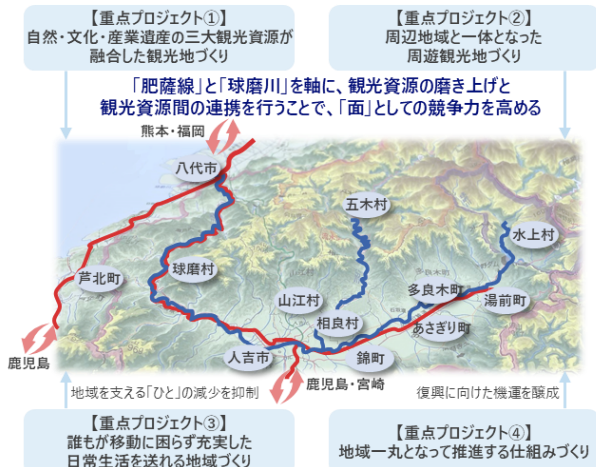 【重点プロジェクト①】
自然・文化・産業遺産の三大観光資源が
融合した観光地づくり
【重点プロジェクト②】
周辺地域と一体となった
周遊観光地づくり
「肥薩線」と「球磨川」を軸に、観光資源の磨き上げと
観光資源間の連携を行うことで、「面」としての競争力を高める
熊本・福岡
八代市
五木村
水上村
芦北町
球磨村
山江村
多良木町
湯前町
相良村
あさぎり町
人吉市
錦町
鹿児島
鹿児島・宮崎
地域を支える「ひと」の減少を抑制
復興に向けた機運を醸成
【重点プロジェクト③】
誰もが移動に困らず充実した
日常生活を送れる地域づくり
【重点プロジェクト④】
地域一丸となって推進する仕組みづくり